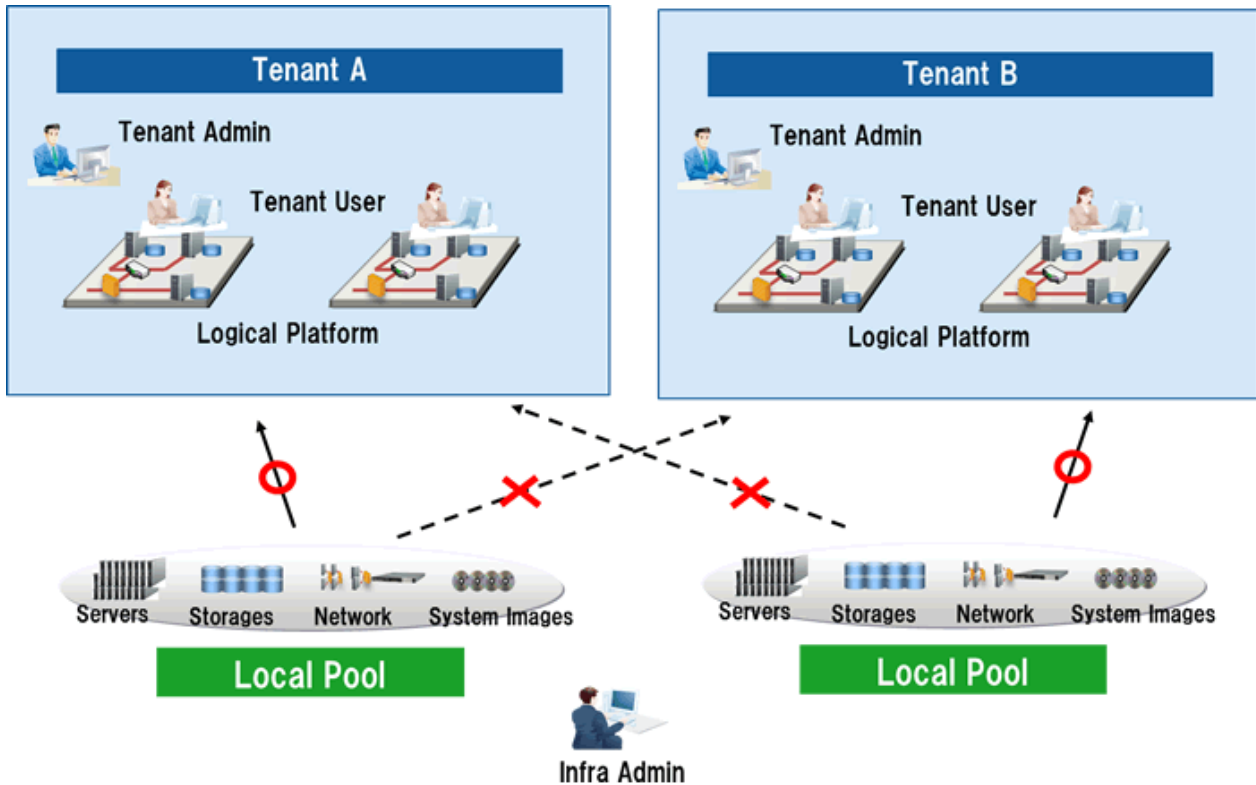 Tenant A
Tenant B
Tenant Admin
Tenant User
Logical Platform
Tenant Admin
Tenant User
Logical Platform
Servers
Storages
Network
System Images
Local Pool
Servers
Storages
Network
System Images
Local Pool
Infra Admin